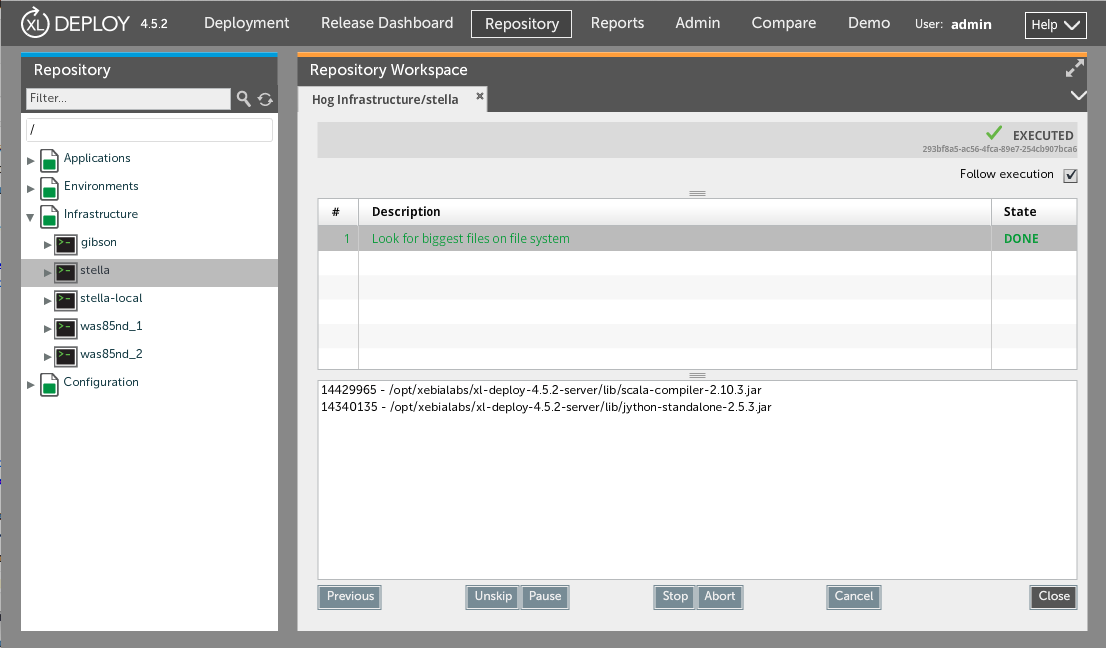 XL DEPLOY 4.5.2 Deployment Release Dashboard Repository Reports Admin Compare Demo User: admin Help
Repository
Filter...
/
Applications
Environments
Infrastructure
gibson
stella
stella-local
was85nd_1
was85nd_2
Configuration
Repository Workspace
Hog Infrastructure/stella
EXECUTED
293bf8a5-ac56-4fca-89e7-254cb907bca6
Follow execution
# Description State
1 Look for biggest files on file system DONE
14429965 - /opt/xebialabs/xl-deploy-4.5.2-server/lib/scala-compiler-2.10.3.jar
14340135 - /opt/xebialabs/xl-deploy-4.5.2-server/lib/jython-standalone-2.5.3.jar
Previous Unskip Pause Stop Abort Cancel Close